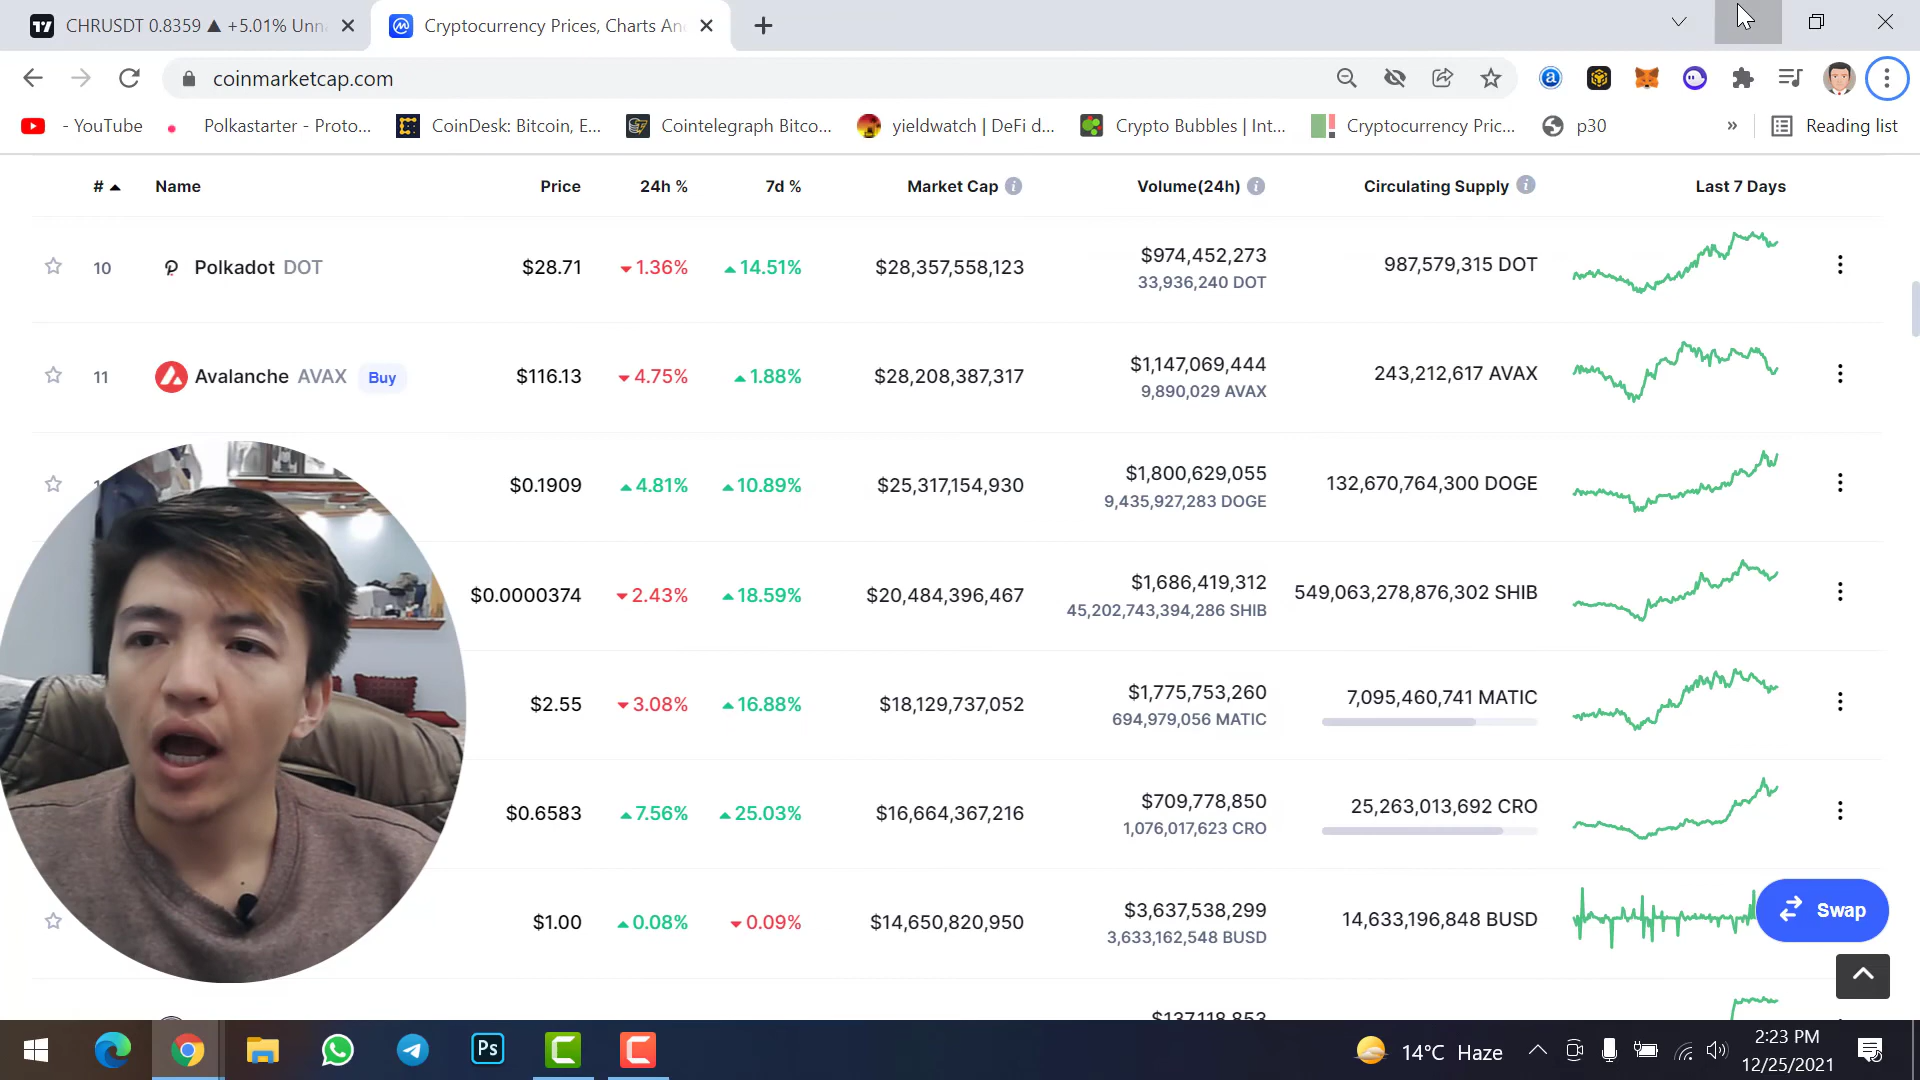 CHRUSDT 0.8359 ▲ +5.01% Unn
Cryptocurrency Prices, Charts An
coinmarketcap.com
- YouTube
Polkastarter - Proto...
CoinDesk: Bitcoin, E...
Cointelegraph Bitco...
yieldwatch | DeFi d...
Crypto Bubbles | Int...
Cryptocurrency Pric...
p30
»
Reading list
# Name Price 24h % 7d % Market Cap Volume(24h) Circulating Supply Last 7 Days
10 Polkadot DOT $28.71 1.36% 14.51% $28,357,558,123 $974,452,273 987,579,315 DOT
33,936,240 DOT
11 Avalanche AVAX Buy $116.13 4.75% 1.88% $28,208,387,317 $1,147,069,444 243,212,617 AVAX
9,890,029 AVAX
$0.1909 4.81% 10.89% $25,317,154,930 $1,800,629,055 132,670,764,300 DOGE
9,435,927,283 DOGE
$0.0000374 2.43% 18.59% $20,484,396,467 $1,686,419,312 549,063,278,876,302 SHIB
45,202,743,394,286 SHIB
$2.55 3.08% 16.88% $18,129,737,052 $1,775,753,260 7,095,460,741 MATIC
694,979,056 MATIC
$0.6583 7.56% 25.03% $16,664,367,216 $709,778,850 25,263,013,692 CRO
1,076,017,623 CRO
$1.00 0.08% 0.09% $14,650,820,950 $3,637,538,299 14,633,196,848 BUSD
3,633,162,548 BUSD
Swap
$137,118,853
Ps
14°C Haze
2:23 PM
12/25/2021